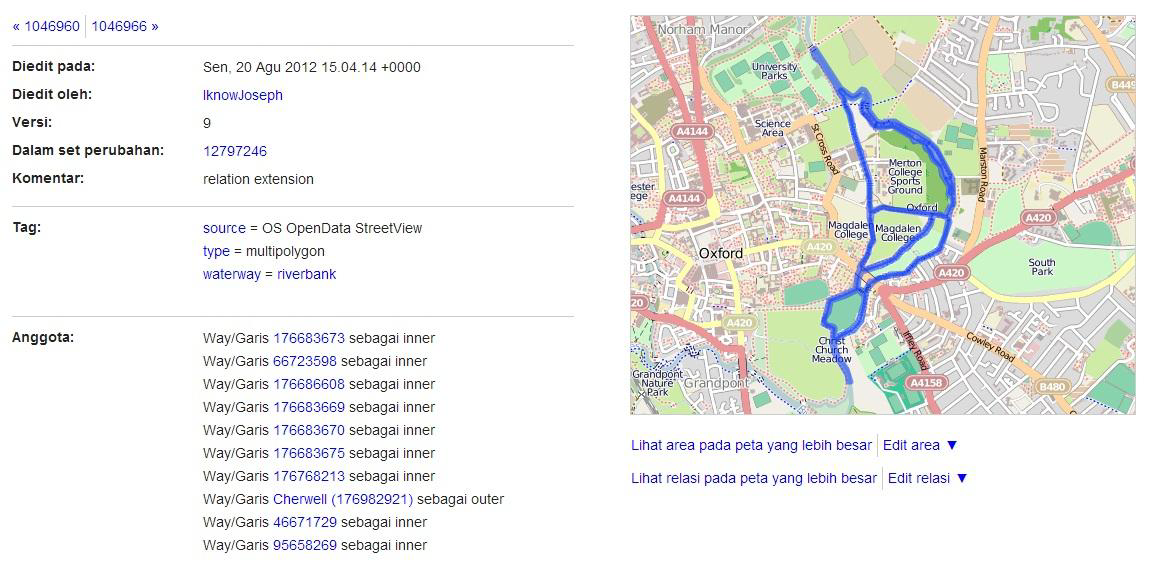 « 1046960 | 1046966 »
Diedit pada: Sen, 20 Agu 2012 15.04.14 +0000
Diedit oleh: IknowJoseph
Versi: 9
Dalam set perubahan: 12797246
Komentar: relation extension
Tag: source = OS OpenData StreetView
type = multipolygon
waterway = riverbank
Anggota: Way/Garis 176683673 sebagai inner
Way/Garis 66723598 sebagai inner
Way/Garis 176686608 sebagai inner
Way/Garis 176683669 sebagai inner
Way/Garis 176683670 sebagai inner
Way/Garis 176683675 sebagai inner
Way/Garis 176768213 sebagai inner
Way/Garis Cherwell (176982921) sebagai outer
Way/Garis 46671729 sebagai inner
Way/Garis 95658269 sebagai inner
Norham Manor
University
Parks
B449
Science
Area
A4144
St Cross Road
Marston Road
Merton
College
Sports
Ground
ester
ege
A4144
Oxford
A420
Magdale
College
Magdalen
College
A420
Oxford
A420
South
Park
20
A420
Christ
Church
Meadow
Iffley Road
Cowley Road
Grandpont
Nature
Park
Grandpont
A4158
B480
Lihat area pada peta yang lebih besar | Edit area ▼
Lihat relasi pada peta yang lebih besar | Edit relasi ▼